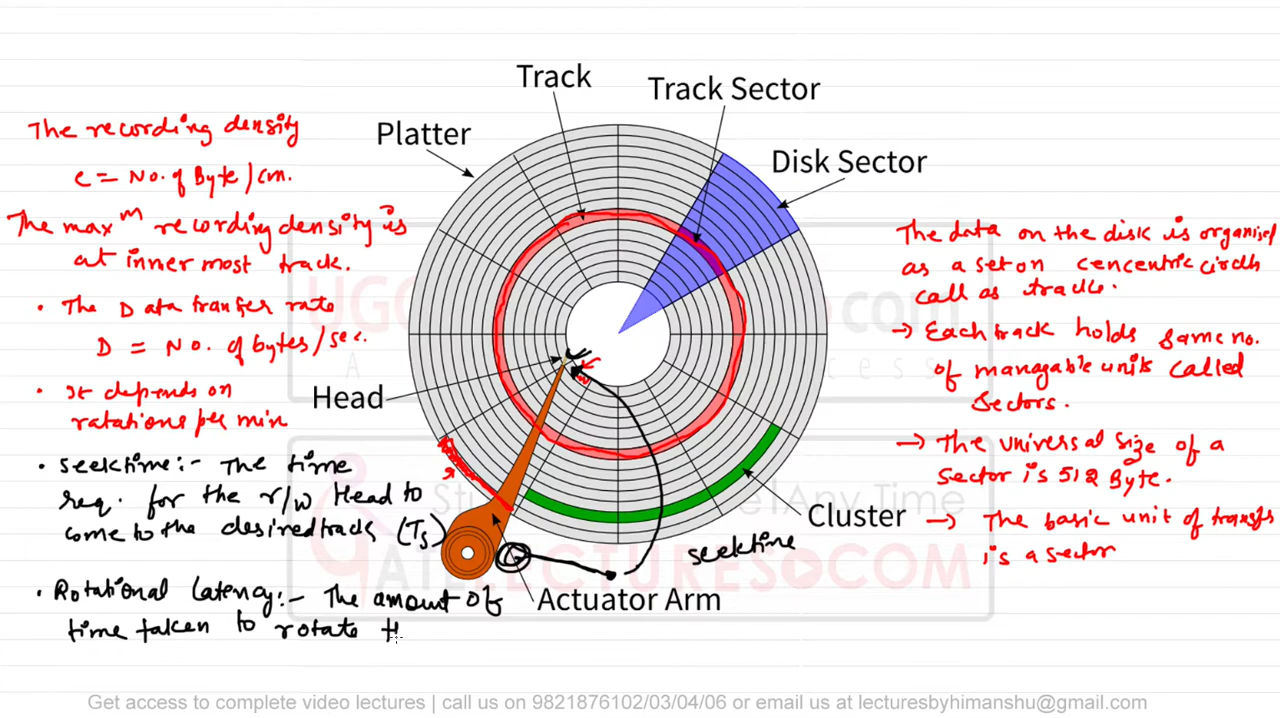 Track
Track Sector
Platter
Disk Sector
Head
Cluster
Actuator Arm
seektime
The recording density
e = No. of Byte/cm.
The max^m recording density is
at inner most track.
• The Data tranfer rate
D = No. of bytes/sec.
• It depends on
ratations per min
• seektime:- The time
req. for the r/w Head to
come to the desired track (Ts)
• Rotational latency:- The amount of
time taken to rotate t
The data on the disk is organised
as a set on cencentric circles
call as tracks.
→ Each track holds same no.
of managable units called
Sectors.
→ The universal size of a
Sector is 512 Byte.
→ The basic unit of transfer
is a sector
Get access to complete video lectures | call us on 9821876102/03/04/06 or email us at lecturesbyhimanshu@gmail.com